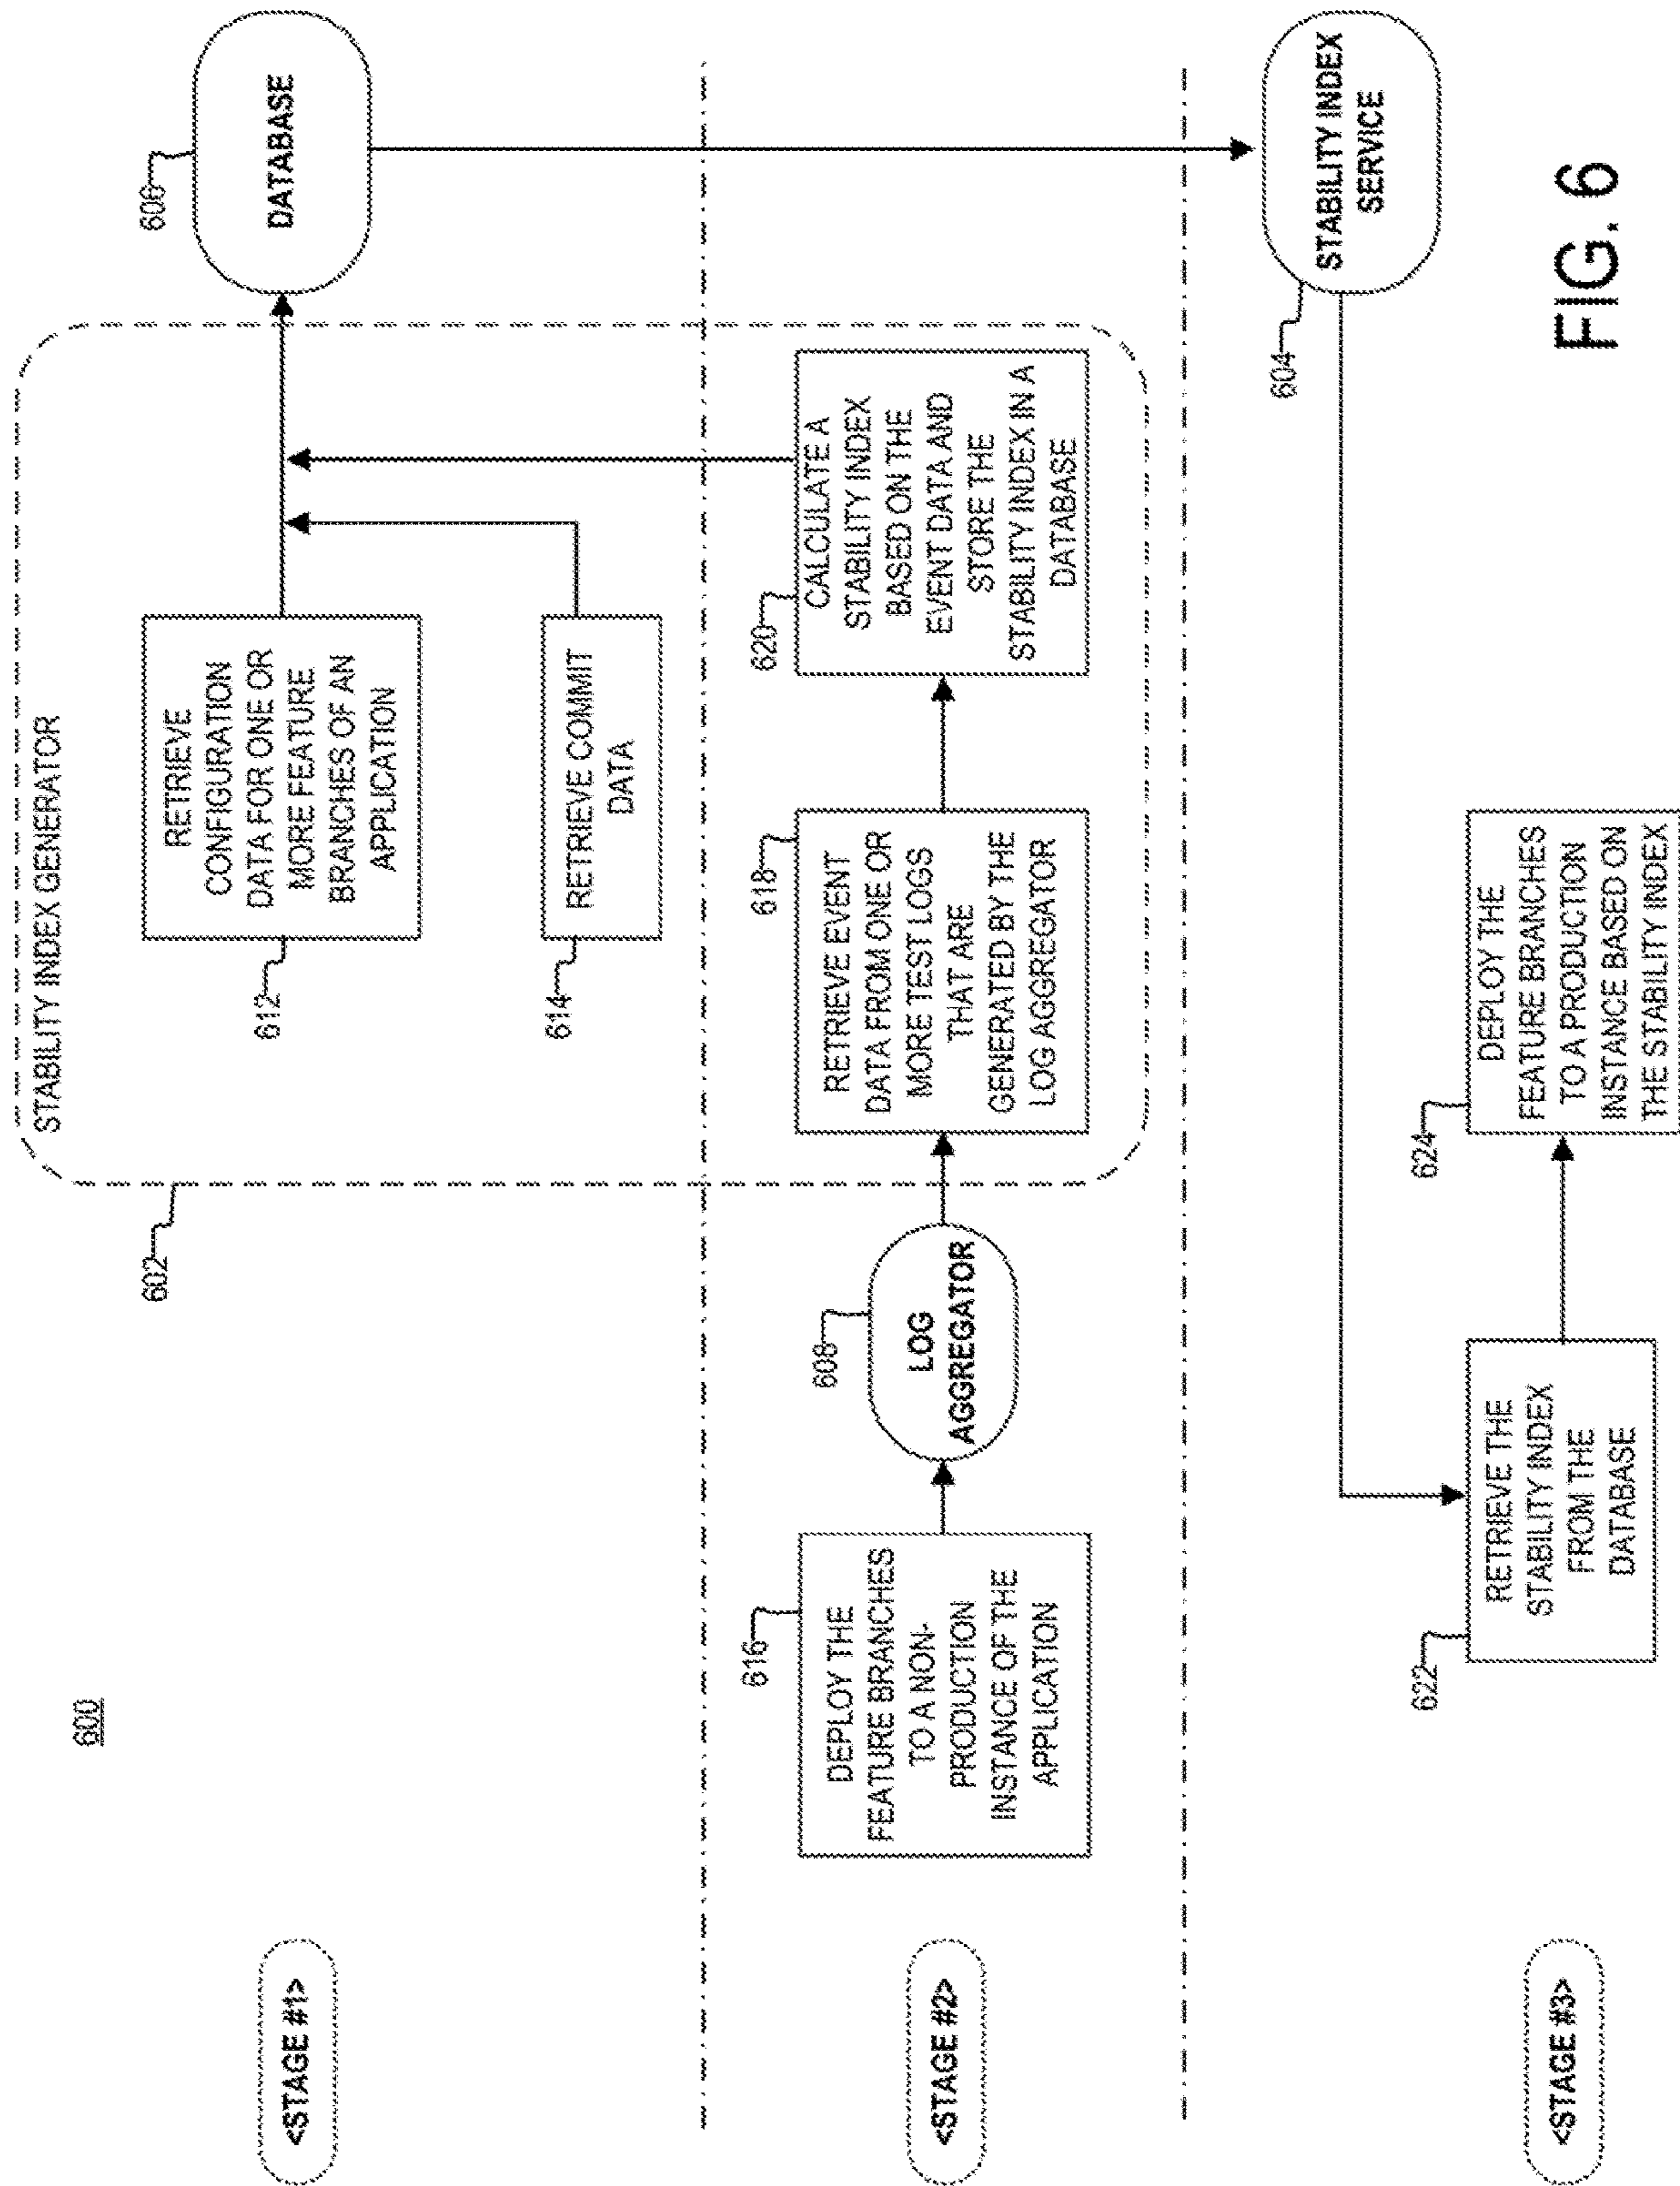 600
<STAGE #1>
602
STABILITY INDEX GENERATOR
612
RETRIEVE
CONFIGURATION
DATA FOR ONE OR
MORE FEATURE
BRANCHES OF AN
APPLICATION
614
RETRIEVE COMMIT
DATA
606
DATABASE
<STAGE #2>
616
DEPLOY THE
FEATURE BRANCHES
TO A NON-
PRODUCTION
INSTANCE OF THE
APPLICATION
608
LOG
AGGREGATOR
618
RETRIEVE EVENT
DATA FROM ONE OR
MORE TEST LOGS
THAT ARE
GENERATED BY THE
LOG AGGREGATOR
620
CALCULATE A
STABILITY INDEX
BASED ON THE
EVENT DATA AND
STORE THE
STABILITY INDEX IN A
DATABASE
<STAGE #3>
622
RETRIEVE THE
STABILITY INDEX
FROM THE
DATABASE
624
DEPLOY THE
FEATURE BRANCHES
TO A PRODUCTION
INSTANCE BASED ON
THE STABILITY INDEX
604
STABILITY INDEX
SERVICE
FIG. 6